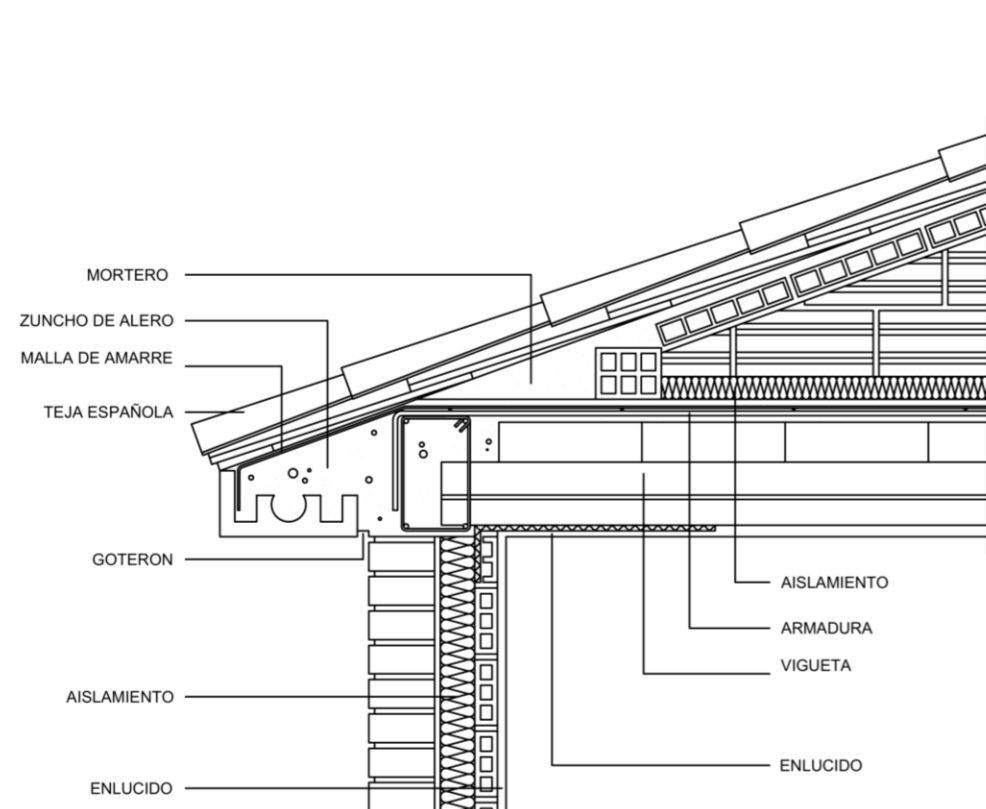 MORTERO
ZUNCHO DE ALERO
MALLA DE AMARRE
TEJA ESPAÑOLA
GOTERON
AISLAMIENTO
ENLUCIDO
AISLAMIENTO
ARMADURA
VIGUETA
ENLUCIDO